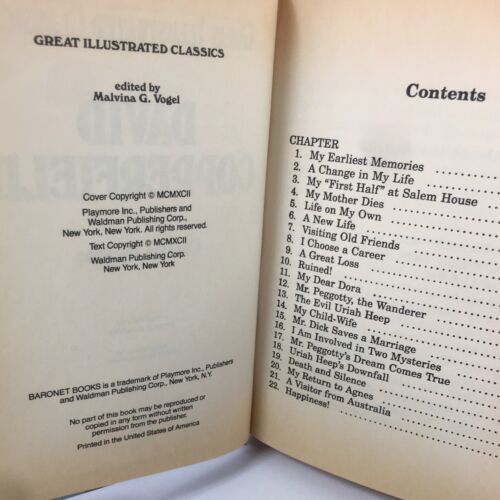 GREAT ILLUSTRATED CLASSICS
edited by
Malvina G. Vogel
Cover Copyright © MCMXCII
Playmore Inc., Publishers and
Waldman Publishing Corp.,
New York, New York. All rights reserved.
Text Copyright © MCMXCII
Waldman Publishing Corp.
New York, New York
BARONET BOOKS is a trademark of Playmore Inc., Publishers
and Waldman Publishing Corp., New York, N.Y.
No part of this book may be reproduced or
copied in any form without written
permission from the publisher.
Printed in the United States of America
Contents
CHAPTER
1. My Earliest Memories
2. A Change in My Life
3. My "First Half" at Salem House
4. My Mother Dies
5. Life on My Own
6. A New Life
7. Visiting Old Friends
8. I Choose a Career
9. A Great Loss
10. Ruined!
11. My Dear Dora
12. Mr. Peggotty, the Wanderer
13. The Evil Uriah Heep
14. My Child-Wife
15. Mr. Dick Saves a Marriage
16. I am Involved in Two Mysteries
17. Mr. Peggotty's Dream Comes True
18. Uriah Heep's Downfall
19. Death and Silence
20. My Return to Agnes
21. A Visitor from Australia
22. Happiness!